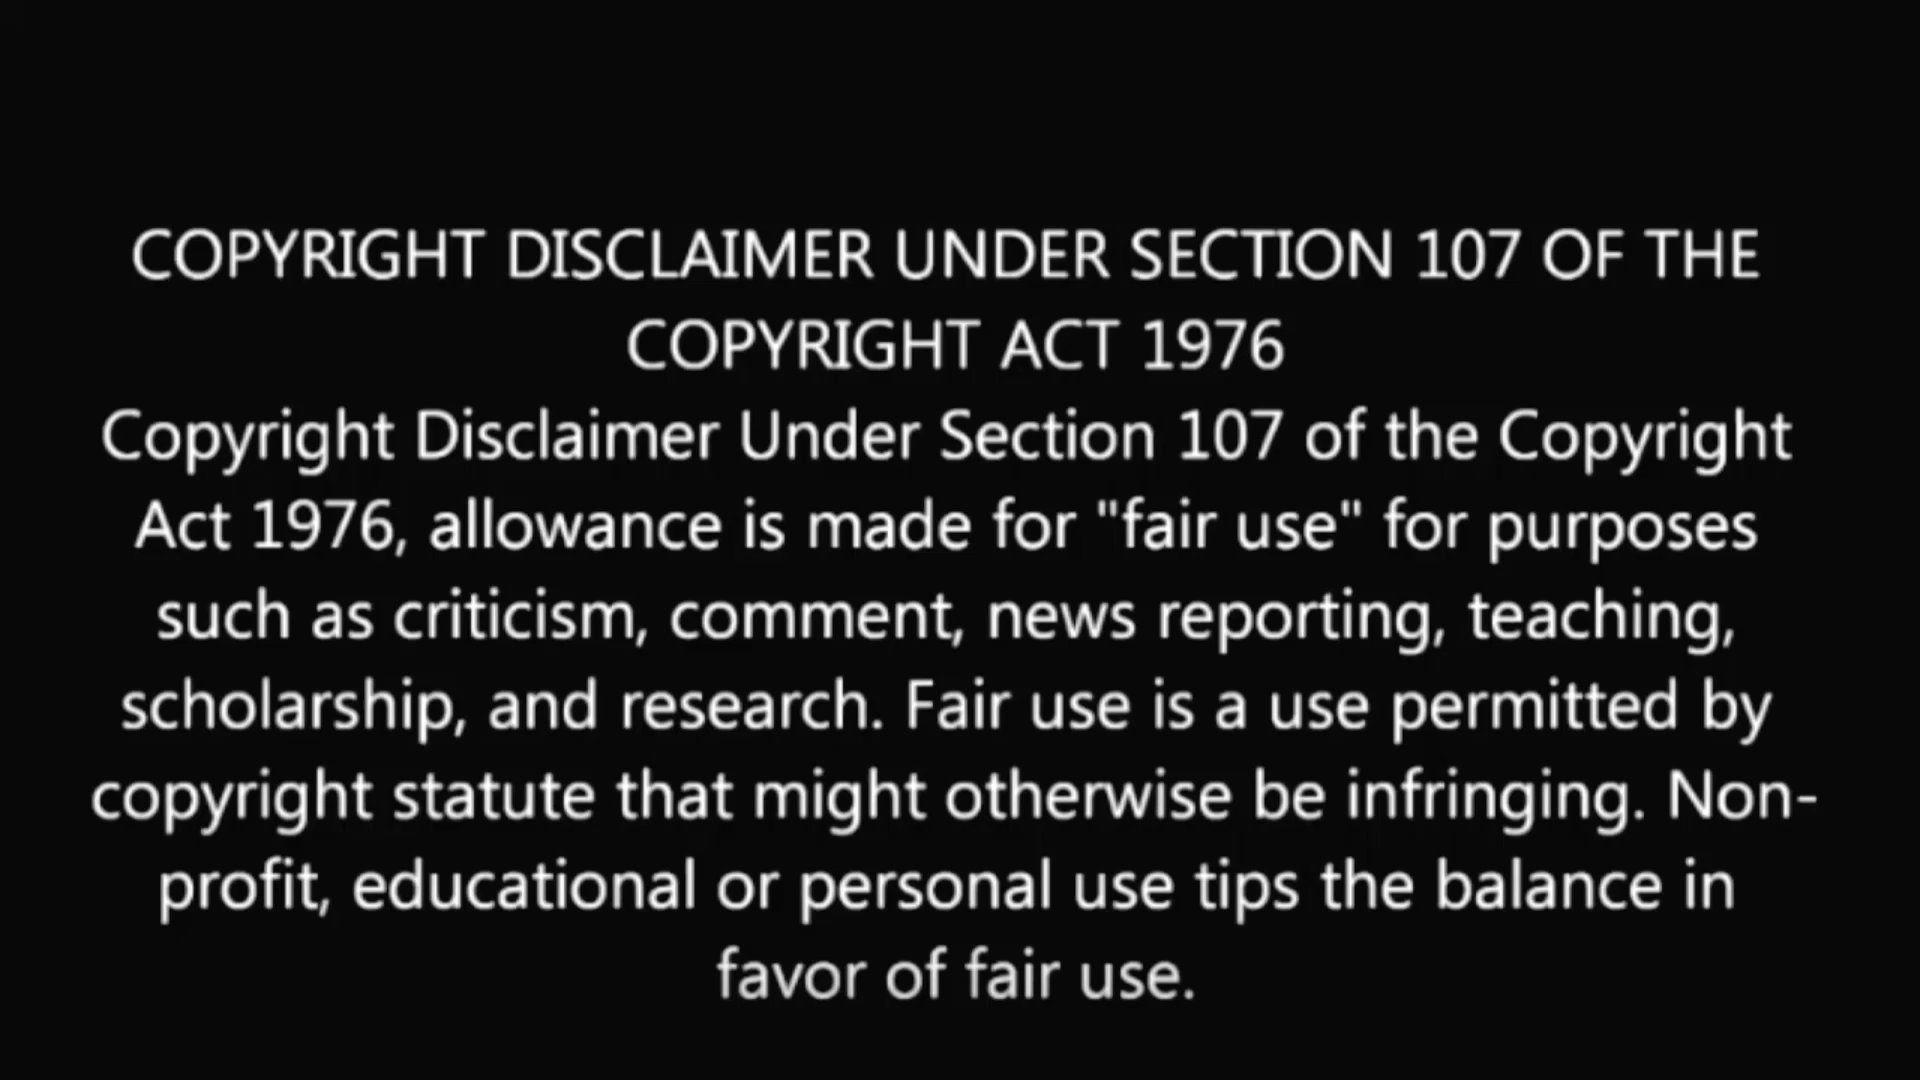 COPYRIGHT DISCLAIMER UNDER SECTION 107 OF THE
COPYRIGHT ACT 1976
Copyright Disclaimer Under Section 107 of the Copyright
Act 1976, allowance is made for "fair use" for purposes
such as criticism, comment, news reporting, teaching,
scholarship, and research. Fair use is a use permitted by
copyright statute that might otherwise be infringing. Non-
profit, educational or personal use tips the balance in
favor of fair use.